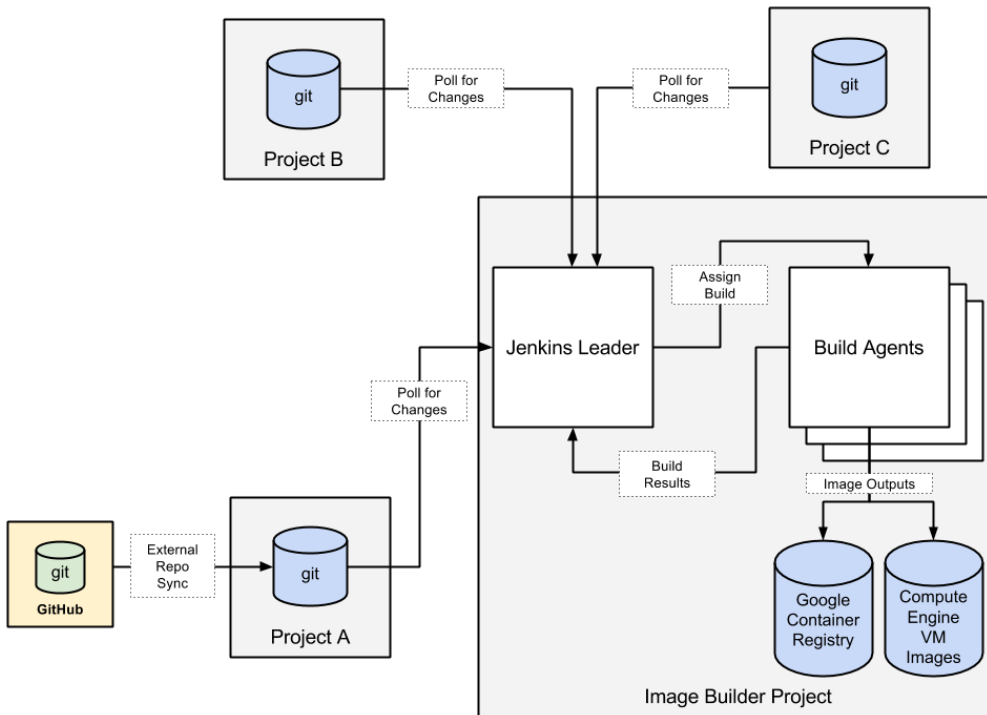 git
Project B
Poll for
Changes
Poll for
Changes
git
Project C
Jenkins Leader
Assign
Build
Build Agents
Poll for
Changes
Build
Results
Image Outputs
git
GitHub
External
Repo
Sync
git
Project A
Google
Container
Registry
Compute
Engine
VM
Images
Image Builder Project